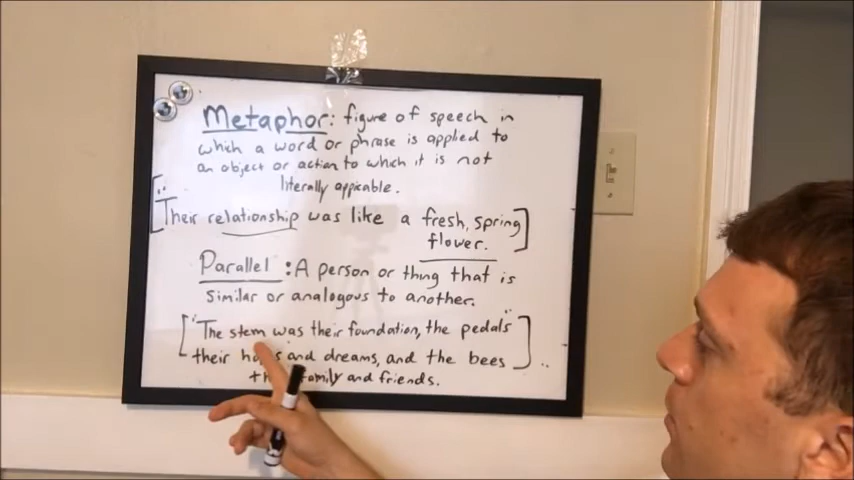 Metaphor: figure of speech in
which a word or phrase is applied to
an object or action to which it is not
literally appicable.
["Their relationship was like a fresh, spring
flower.]
Parallel: A person or thing that is
similar or analogous to another.
["The stem was their foundation, the pedals"
their and dreams, and the bees]..
family and friends.